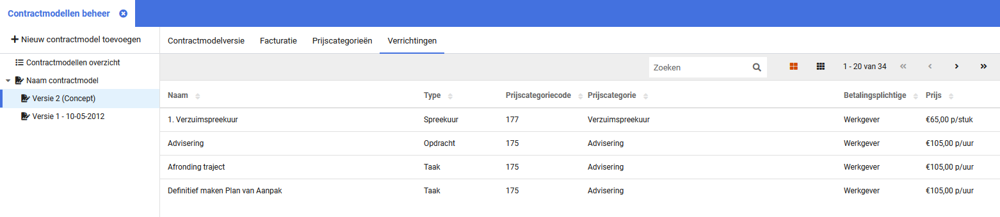 Contractmodellen beheer
Nieuw contractmodel toevoegen
Contractmodellen overzicht
Naam contractmodel
Versie 2 (Concept)
Versie 1 - 10-05-2012
Contractmodelversie Facturatie Prijscategorieën Verrichtingen
Zoeken 1 - 20 van 34
Naam Type Prijscategoriecode Prijscategorie Betalingsplichtige Prijs
1. Verzuimspreekuur Spreekuur 177 Verzuimspreekuur Werkgever €65,00 p/stuk
Advisering Opdracht 175 Advisering Werkgever €105,00 p/uur
Afronding traject Taak 175 Advisering Werkgever €105,00 p/uur
Definitief maken Plan van Aanpak Taak 175 Advisering Werkgever €105,00 p/uur